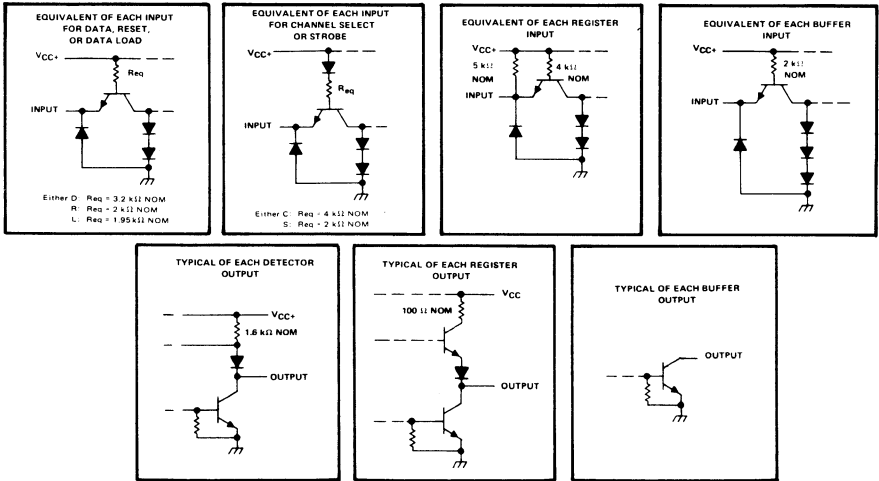 EQUIVALENT OF EACH INPUT
FOR DATA, RESET,
OR DATA LOAD
VCC+
Req
INPUT
Either D: Req = 3.2 kΩ NOM
R: Req = 2 kΩ NOM
L: Req = 1.95 kΩ NOM
EQUIVALENT OF EACH INPUT
FOR CHANNEL SELECT
OR STROBE
VCC+
Req
INPUT
Either C: Req = 4 kΩ NOM
S: Req = 2 kΩ NOM
EQUIVALENT OF EACH REGISTER
INPUT
VCC+
5 kΩ
NOM
4 kΩ
NOM
INPUT
EQUIVALENT OF EACH BUFFER
INPUT
VCC+
2 kΩ
NOM
INPUT
TYPICAL OF EACH DETECTOR
OUTPUT
VCC+
1.6 kΩ NOM
OUTPUT
TYPICAL OF EACH REGISTER
OUTPUT
VCC
100 Ω NOM
OUTPUT
TYPICAL OF EACH BUFFER
OUTPUT
OUTPUT